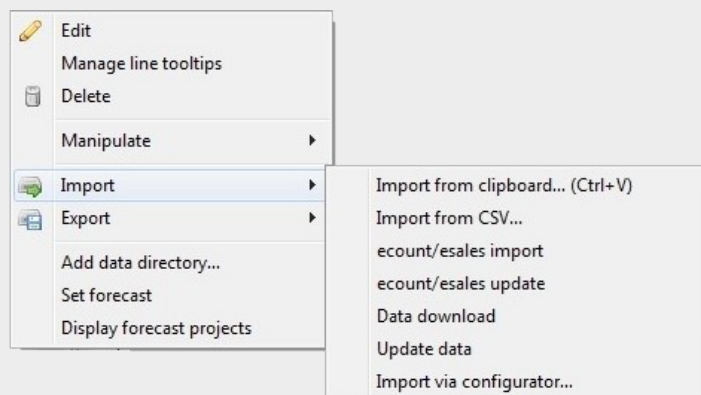 Edit
Manage line tooltips
Delete
Manipulate
Import
Export
Add data directory...
Set forecast
Display forecast projects
Import from clipboard... (Ctrl+V)
Import from CSV...
ecount/esales import
ecount/esales update
Data download
Update data
Import via configurator...